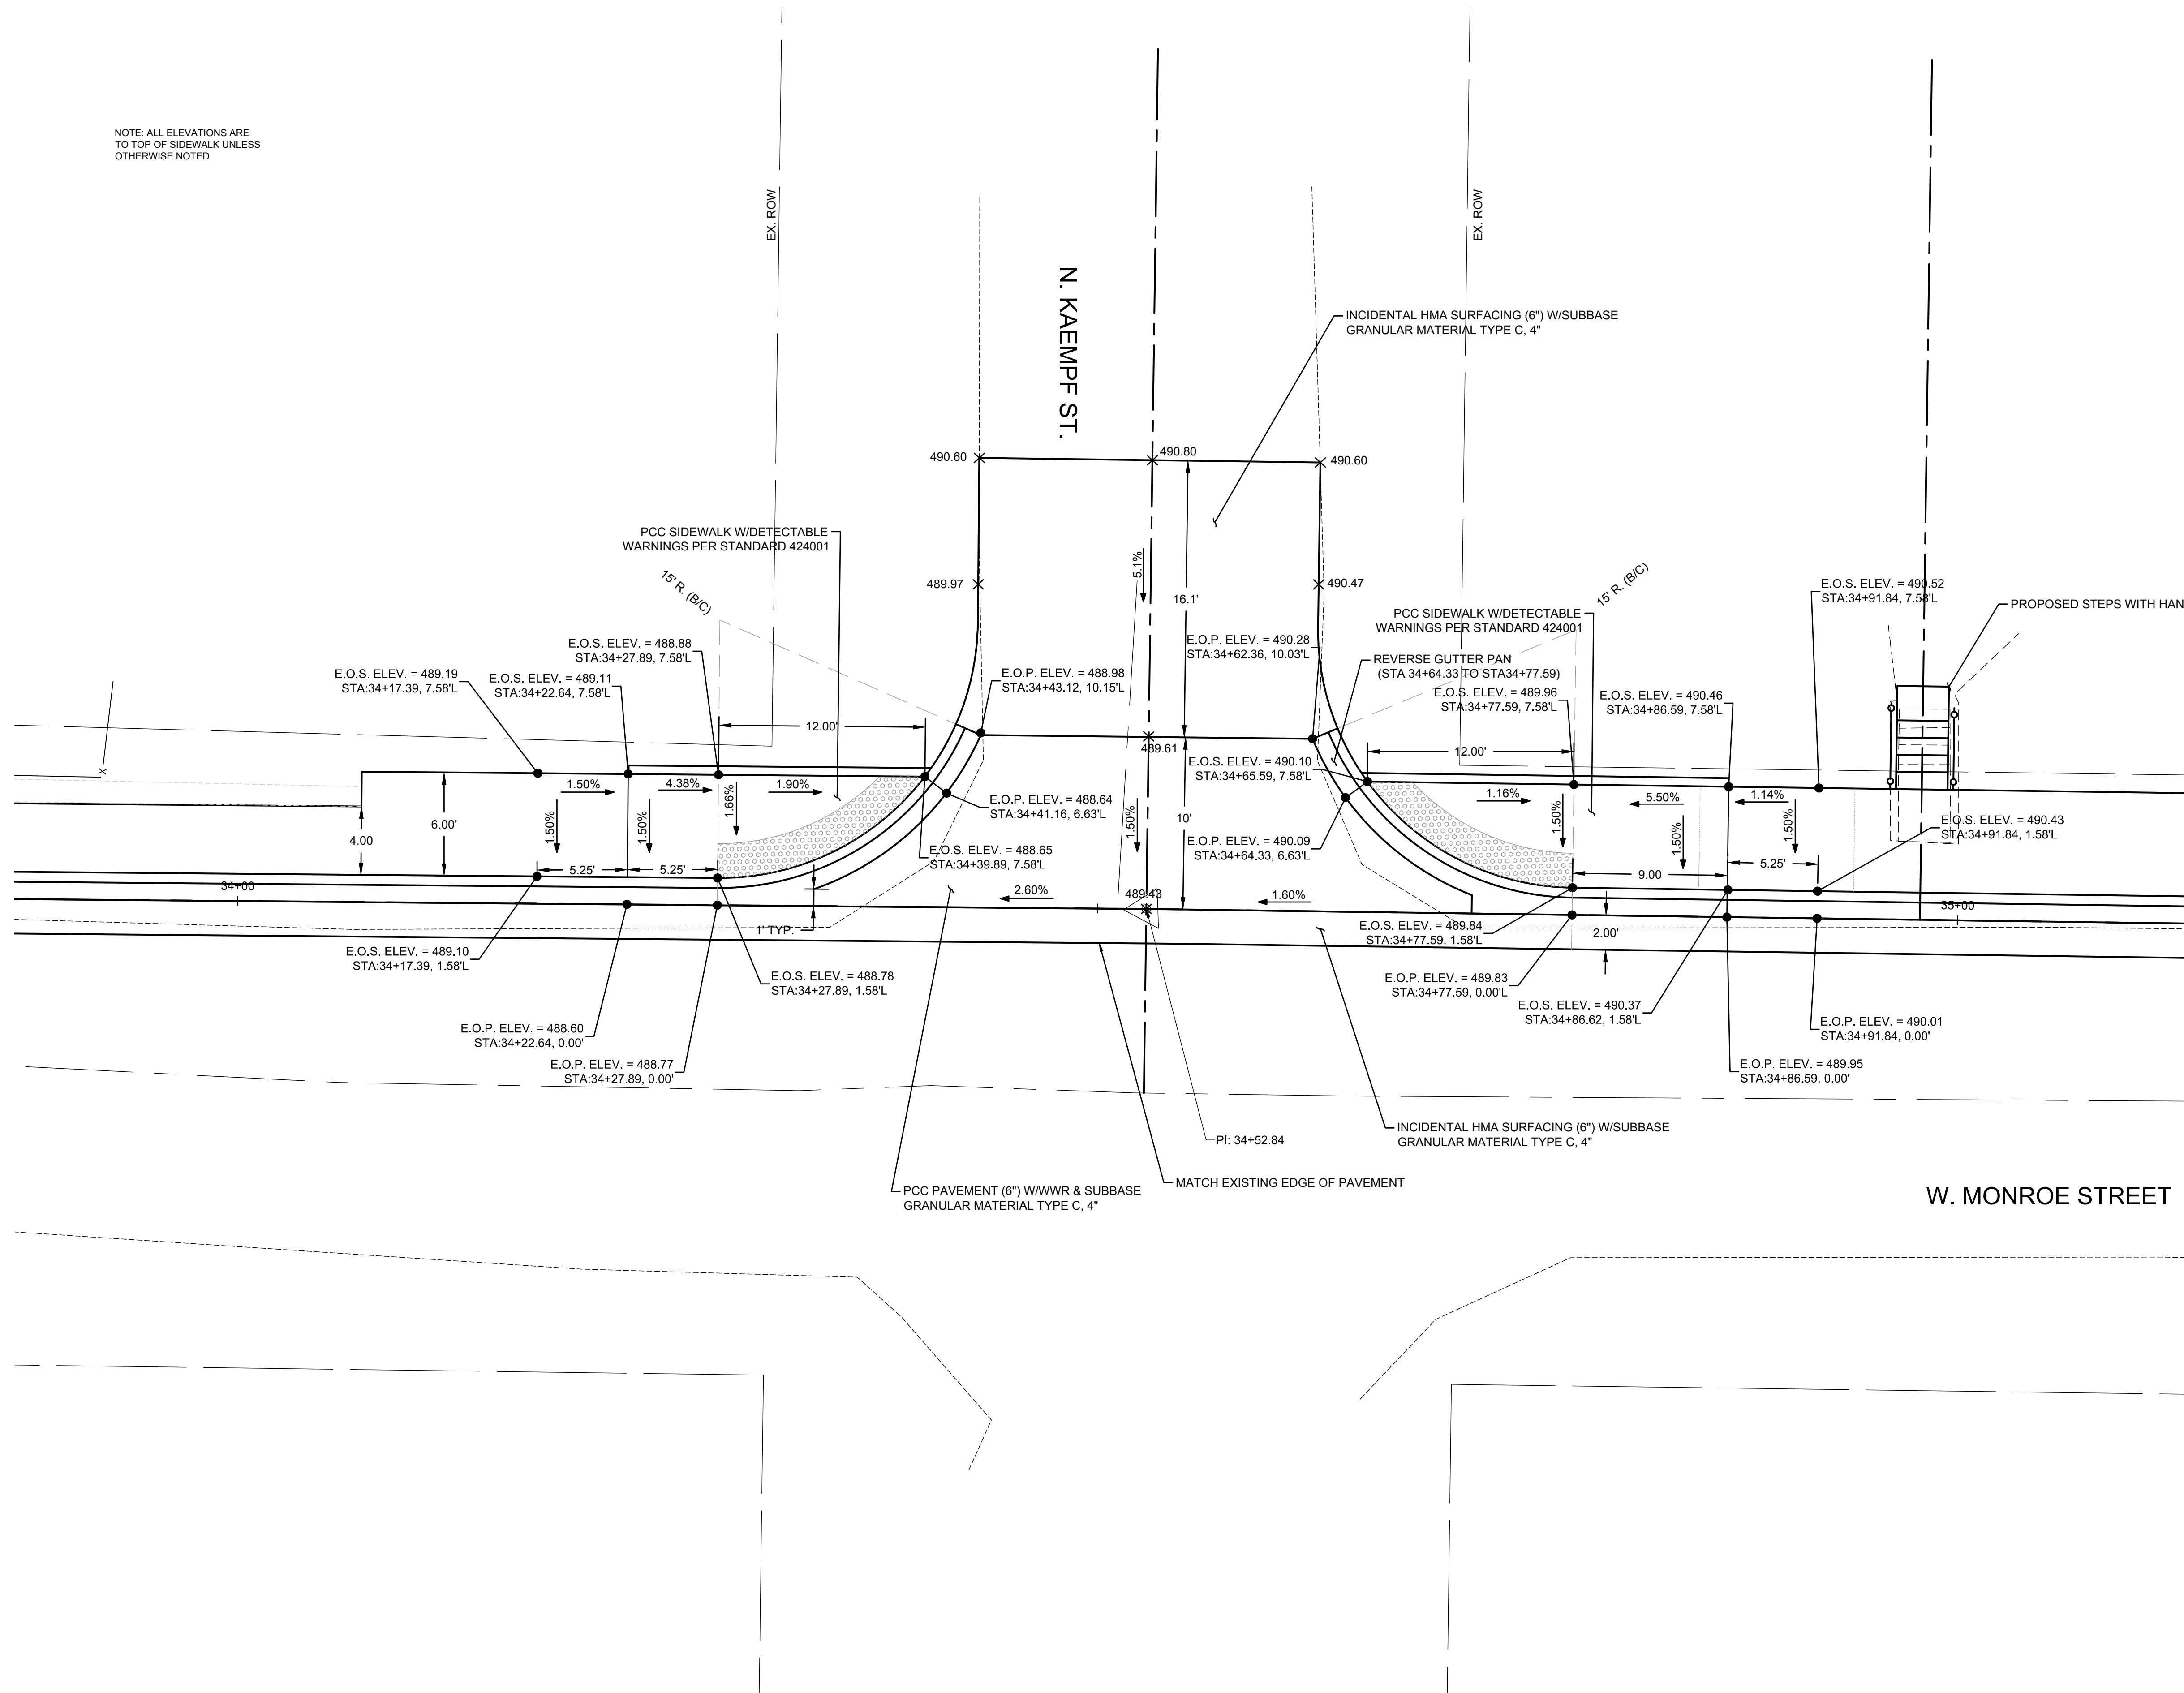 NOTE: ALL ELEVATIONS ARE
TO TOP OF SIDEWALK UNLESS
OTHERWISE NOTED.
EX. ROW
EX. ROW
N. KAEMPF ST.
INCIDENTAL HMA SURFACING (6") W/SUBBASE
GRANULAR MATERIAL TYPE C, 4"
490.60
490.80
490.60
PCC SIDEWALK W/DETECTABLE
WARNINGS PER STANDARD 424001
15' R. (B/C)
489.97
5.1%
16.1'
490.47
15' R. (B/C)
PCC SIDEWALK W/DETECTABLE
WARNINGS PER STANDARD 424001
E.O.S. ELEV. = 490.52
STA:34+91.84, 7.58'L
PROPOSED STEPS WITH HAN
E.O.S. ELEV. = 489.19
STA:34+17.39, 7.58'L
E.O.S. ELEV. = 489.11
STA:34+22.64, 7.58'L
E.O.S. ELEV. = 488.88
STA:34+27.89, 7.58'L
E.O.P. ELEV. = 488.98
STA:34+43.12, 10.15'L
E.O.P. ELEV. = 490.28
STA:34+62.36, 10.03'L
REVERSE GUTTER PAN
(STA 34+64.33 TO STA34+77.59)
E.O.S. ELEV. = 489.96
STA:34+77.59, 7.58'L
E.O.S. ELEV. = 490.46
STA:34+86.59, 7.58'L
12.00'
489.61
12.00'
E.O.S. ELEV. = 490.10
STA:34+65.59, 7.58'L
X
1.50%
4.38%
1.66%
1.90%
1.16%
1.50%
5.50%
1.14%
4.00
6.00'
1.50%
1.50%
E.O.P. ELEV. = 488.64
STA:34+41.16, 6.63'L
1.50%
10'
E.O.P. ELEV. = 490.09
STA:34+64.33, 6.63'L
1.50%
1.50%
E.O.S. ELEV. = 490.43
STA:34+91.84, 1.58'L
E.O.S. ELEV. = 488.65
STA:34+39.89, 7.58'L
5.25'
5.25'
9.00
5.25'
34+00
2.60%
489.43
1.60%
35+00
1' TYP.
E.O.S. ELEV. = 489.84
STA:34+77.59, 1.58'L
2.00'
E.O.S. ELEV. = 489.10
STA:34+17.39, 1.58'L
E.O.S. ELEV. = 488.78
STA:34+27.89, 1.58'L
E.O.P. ELEV. = 489.83
STA:34+77.59, 0.00'L
E.O.S. ELEV. = 490.37
STA:34+86.62, 1.58'L
E.O.P. ELEV. = 490.01
STA:34+91.84, 0.00'
E.O.P. ELEV. = 488.60
STA:34+22.64, 0.00'
E.O.P. ELEV. = 488.77
STA:34+27.89, 0.00'
E.O.P. ELEV. = 489.95
STA:34+86.59, 0.00'
PI: 34+52.84
INCIDENTAL HMA SURFACING (6") W/SUBBASE
GRANULAR MATERIAL TYPE C, 4"
MATCH EXISTING EDGE OF PAVEMENT
PCC PAVEMENT (6") W/WWR & SUBBASE
GRANULAR MATERIAL TYPE C, 4"
W. MONROE STREET